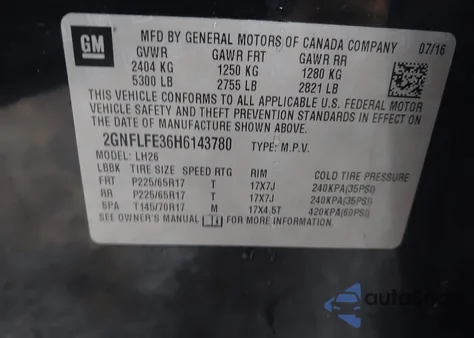 GM
MFD BY GENERAL MOTORS OF CANADA COMPANY 07/16
GVWR GAWR FRT GAWR RR
2404 KG 1250 KG 1280 KG
5300 LB 2755 LB 2821 LB
THIS VEHICLE CONFORMS TO ALL APPLICABLE U.S. FEDERAL MOTOR
VEHICLE SAFETY AND THEFT PREVENTION STANDARDS IN EFFECT ON
THE DATE OF MANUFACTURE SHOWN ABOVE.
2GNFLFE36H6143780 TYPE: M.P.V.
MODEL: LH26
LBBK TIRE SIZE SPEED RTG RIM COLD TIRE PRESSURE
FRT P225/65R17 T 17X7J 240KPA(35PSI)
RR P225/65R17 T 17X7J 240KPA(35PSI)
SPA T145/70R17 M 17X4.5T 420KPA(60PSI)
SEE OWNER'S MANUAL FOR MORE INFORMATION.